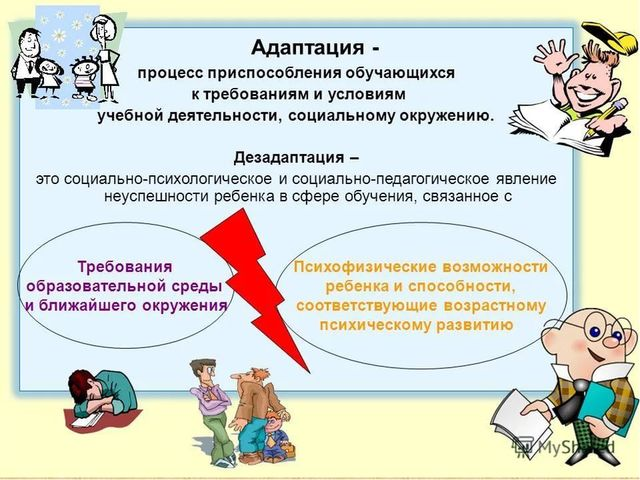 Адаптация -
процесс приспособления обучающихся
к требованиям и условиям
учебной деятельности, социальному окружению.
Дезадаптация –
это социально-психологическое и социально-педагогическое явление
неуспешности ребенка в сфере обучения, связанное с
Требования
образовательной среды
и ближайшего окружения
Психофизические возможности
ребенка и способности,
соответствующие возрастному
психическому развитию
MyShared